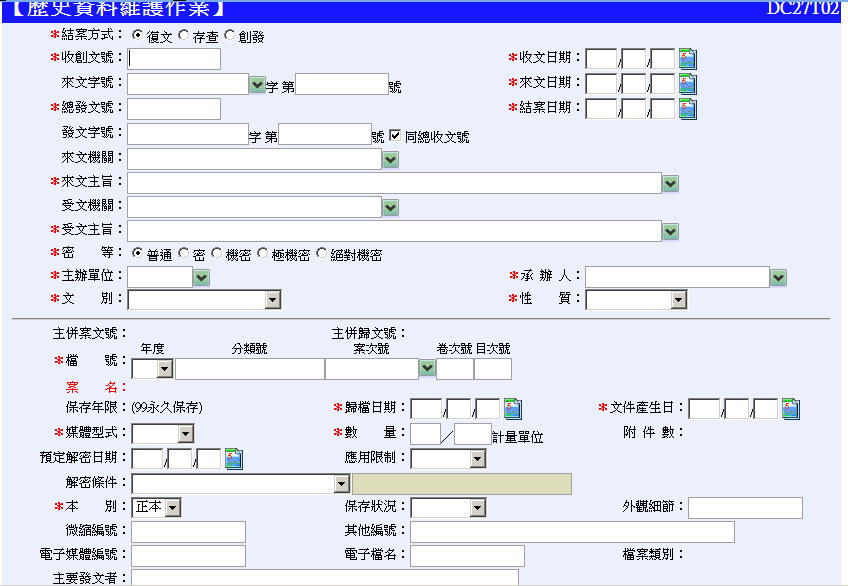 【歷史資料維護作業】 DC27T02
*結案方式： 復文 存查 創發
*收創文號： *收文日期： / /
來文字號： 字 第 號 *來文日期： / /
*總發文號： *結案日期： / /
發文字號： 字 第 號 同總收文號
來文機關：
*來文主旨：
受文機關：
*受文主旨：
*密 等： 普通 密 機密 極機密 絕對機密
*主辦單位： *承 辦 人：
*文 別： *性 質：
主併案文號： 主併歸文號：
年度 分類號 案次號 卷次號 目次號
*檔 號：
案 名：
保存年限：(99永久保存) *歸檔日期： / / *文件產生日： / /
*媒體型式： *數 量： ／ 計量單位 附 件 數：
預定解密日期： / / 應用限制：
解密條件：
*本 別： 正本 保存狀況： 外觀細節：
微縮編號： 其他編號：
電子媒體編號： 電子檔名： 檔案類別：
主要發文者：